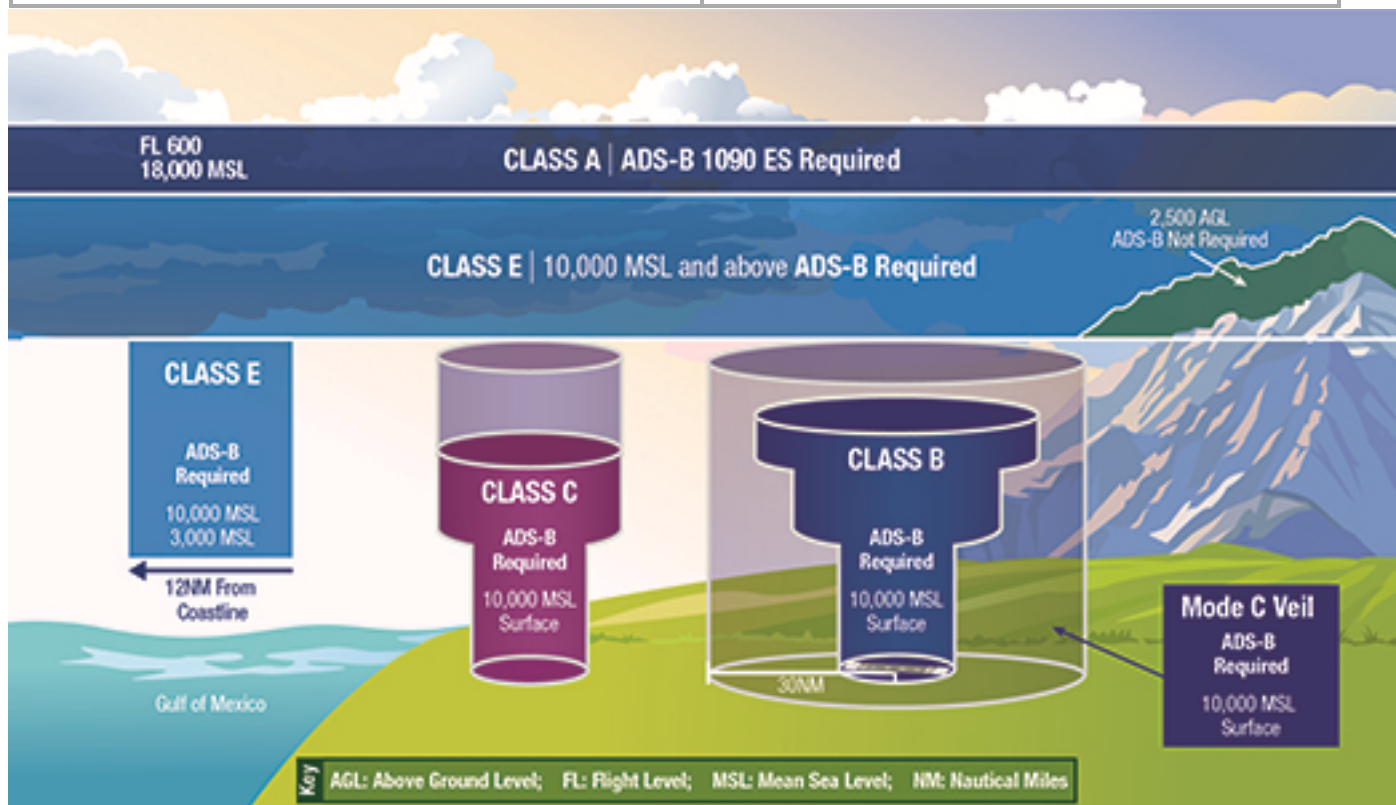 FL 600
18,000 MSL
CLASS A | ADS-B 1090 ES Required
2,500 AGL
ADS-B Not Required
CLASS E | 10,000 MSL and above ADS-B Required
CLASS E
ADS-B
Required
10,000 MSL
3,000 MSL
12NM From
Coastline
Gulf of Mexico
CLASS C
ADS-B
Required
10,000 MSL
Surface
CLASS B
ADS-B
Required
10,000 MSL
Surface
30NM
Mode C Veil
ADS-B
Required
10,000 MSL
Surface
Key
AGL: Above Ground Level; FL: Flight Level; MSL: Mean Sea Level; NM: Nautical Miles